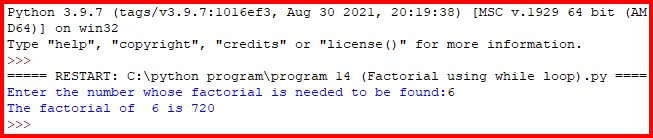 Python 3.9.7 (tags/v3.9.7:1016ef3, Aug 30 2021, 20:19:38) [MSC v.1929 64 bit (AM
D64)] on win32
Type "help", "copyright", "credits" or "license()" for more information.
>>>
===== RESTART: C:\python program\program 14 (Factorial using while loop).py ====
Enter the number whose factorial is needed to be found:6
The factorial of  6 is 720
>>>